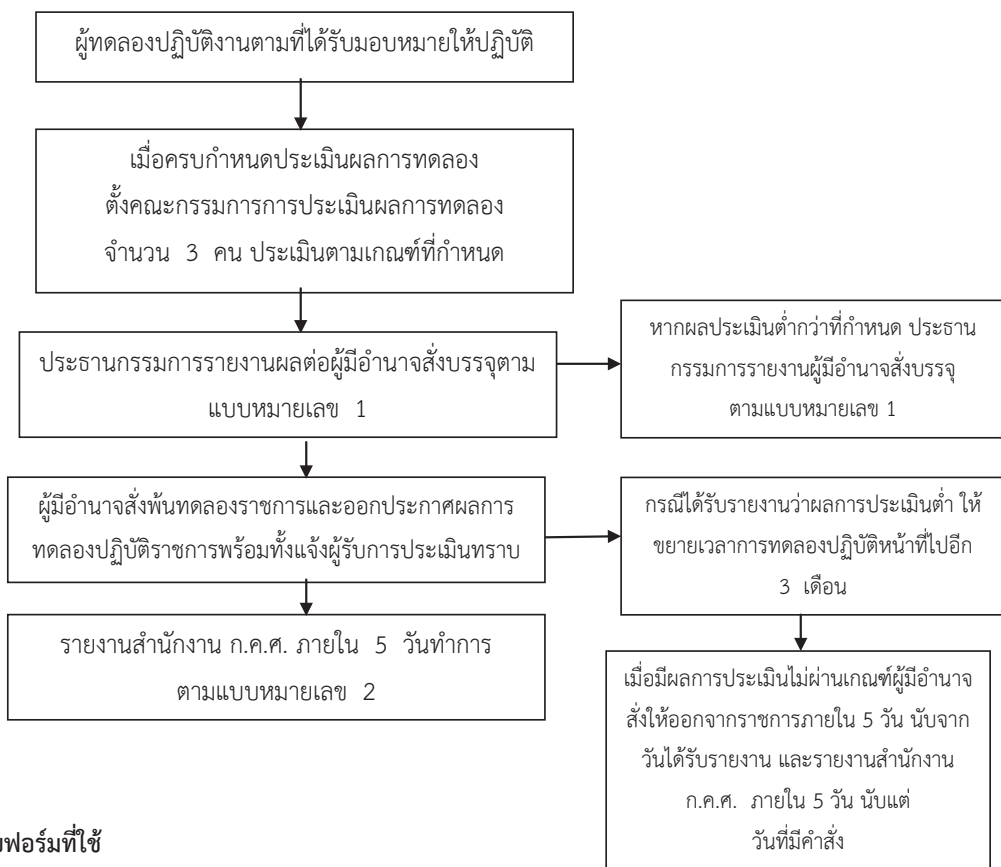 ผู้ทดลองปฏิบัติงานตามที่ได้รับมอบหมายให้ปฏิบัติ
เมื่อครบกำหนดประเมินผลการทดลอง
ตั้งคณะกรรมการการประเมินผลการทดลอง
จำนวน 3 คน ประเมินตามเกณฑ์ที่กำหนด
ประธานกรรมการรายงานผลต่อผู้มีอำนาจสั่งบรรจุตาม
แบบหมายเลข 1
หากผลประเมินต่ำกว่าที่กำหนด ประธาน
กรรมการรายงานผู้มีอำนาจสั่งบรรจุ
ตามแบบหมายเลข 1
ผู้มีอำนาจสั่งพ้นทดลองราชการและออกประกาศผลการ
ทดลองปฏิบัติราชการพร้อมทั้งแจ้งผู้รับการประเมินทราบ
กรณีได้รับรายงานว่าผลการประเมินต่ำ ให้
ขยายเวลาการทดลองปฏิบัติหน้าที่ไปอีก
3 เดือน
รายงานสำนักงาน ก.ค.ศ. ภายใน 5 วันทำการ
ตามแบบหมายเลข 2
เมื่อมีผลการประเมินไม่ผ่านเกณฑ์ผู้มีอำนาจ
สั่งให้ออกจากราชการภายใน 5 วัน นับจาก
วันได้รับรายงาน และรายงานสำนักงาน
ก.ค.ศ. ภายใน 5 วัน นับแต่
วันที่มีคำสั่ง
ฟอร์มที่ใช้